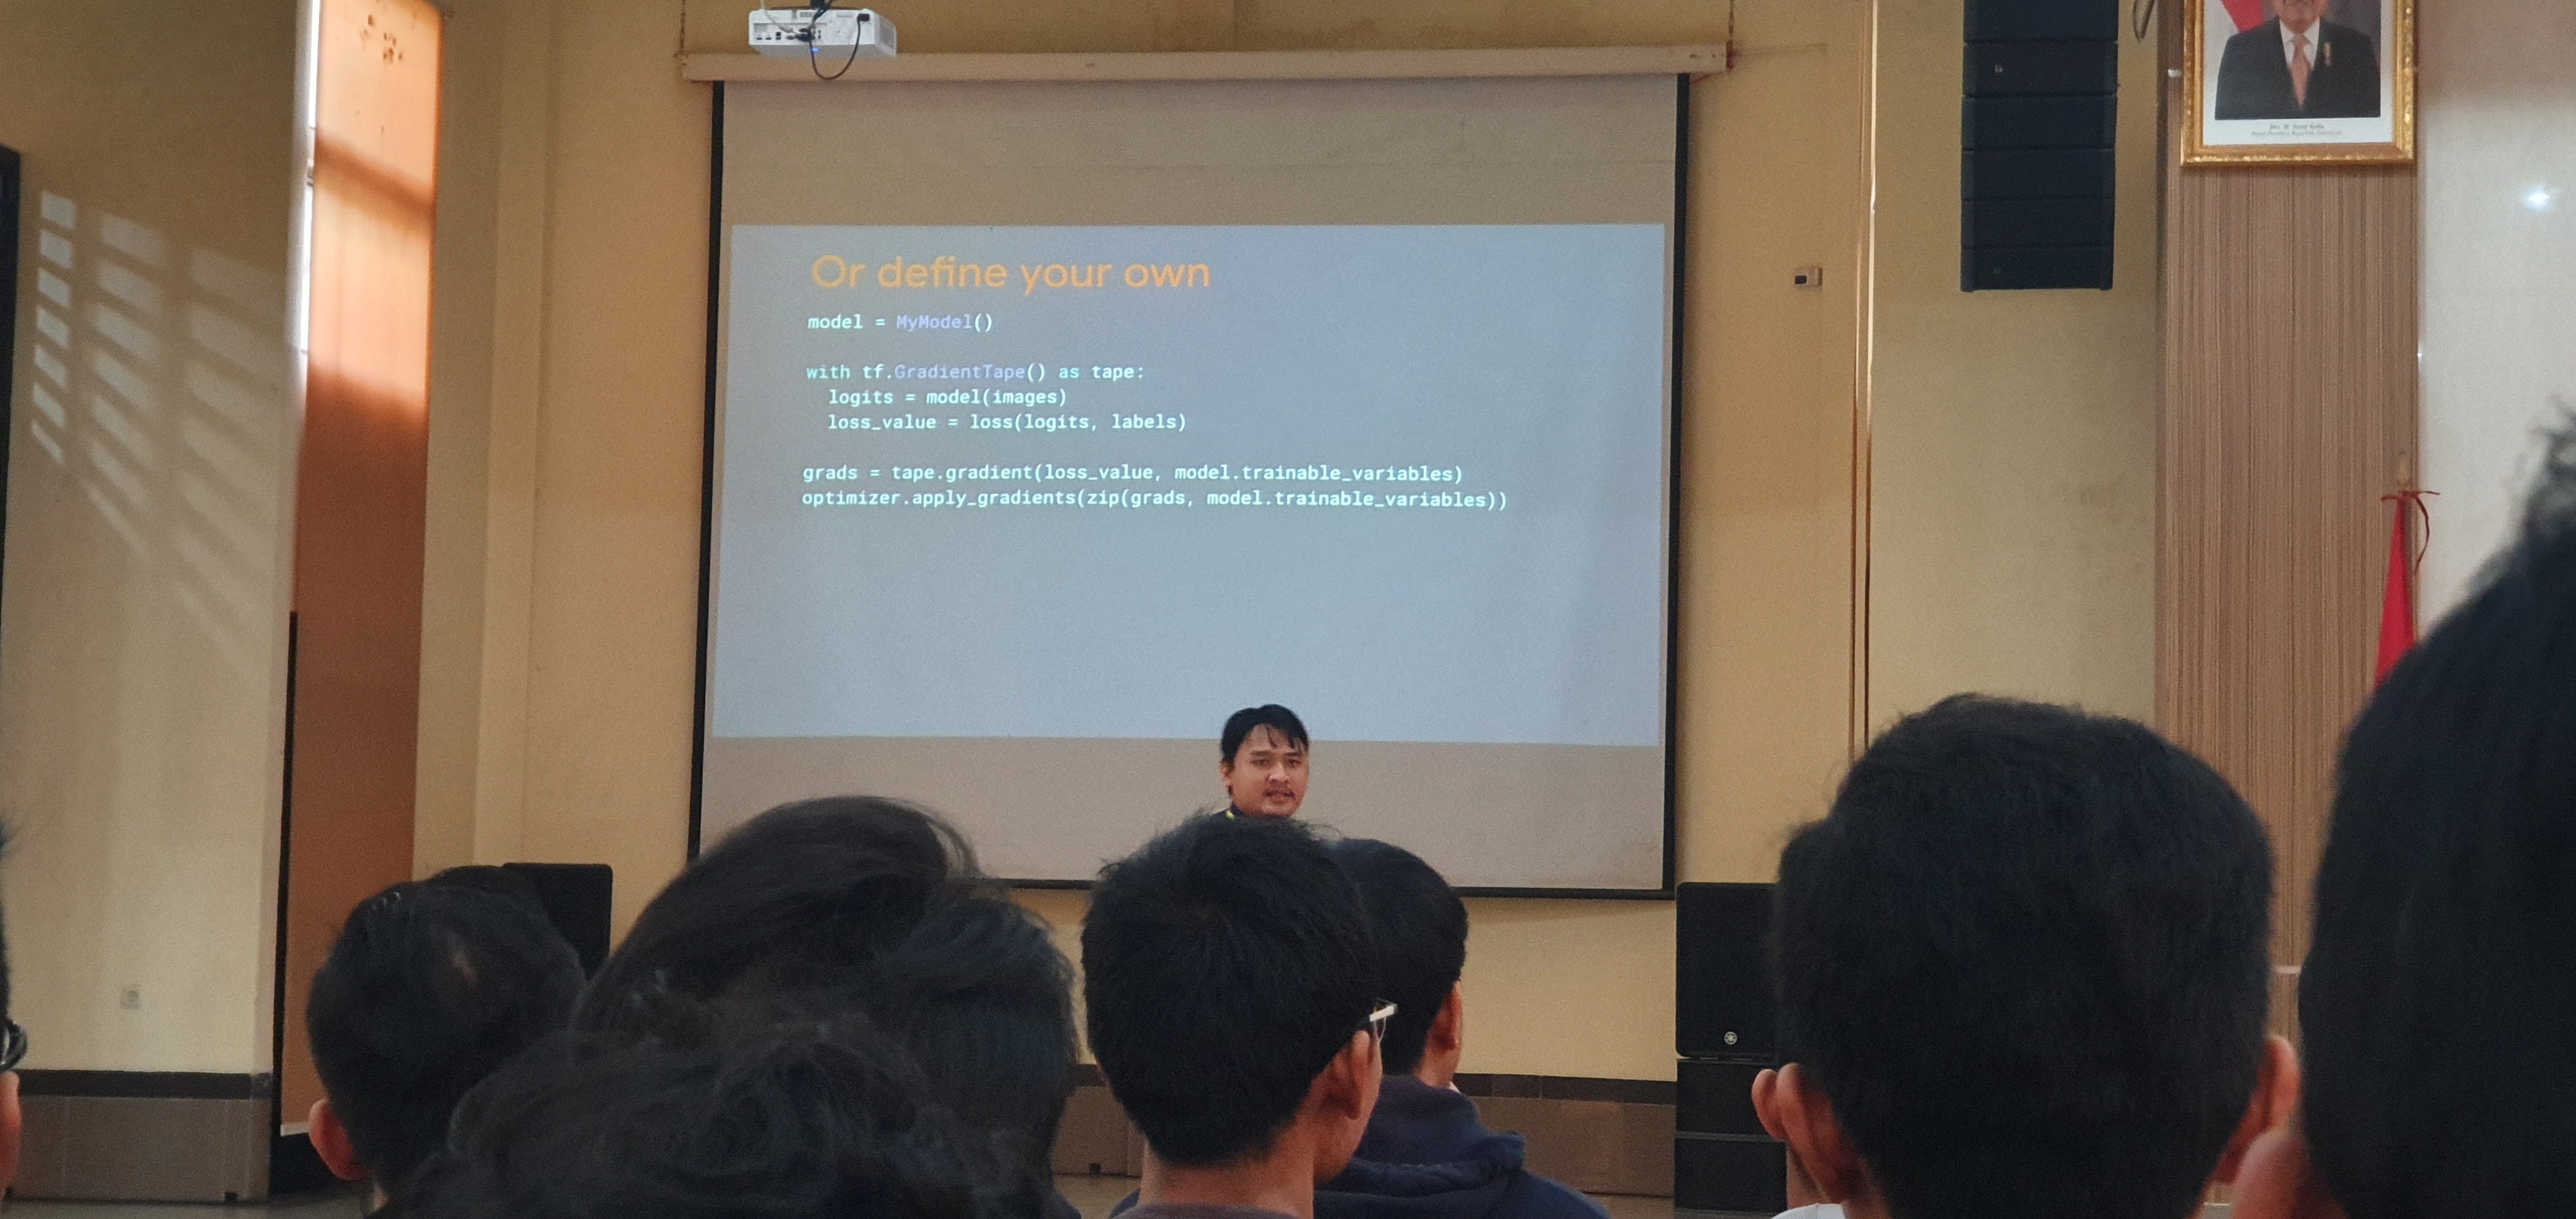 Or define your own
model = MyModel()
with tf.GradientTape() as tape:
  logits = model(images)
  loss_value = loss(logits, labels)
grads = tape.gradient(loss_value, model.trainable_variables)
optimizer.apply_gradients(zip(grads, model.trainable_variables))